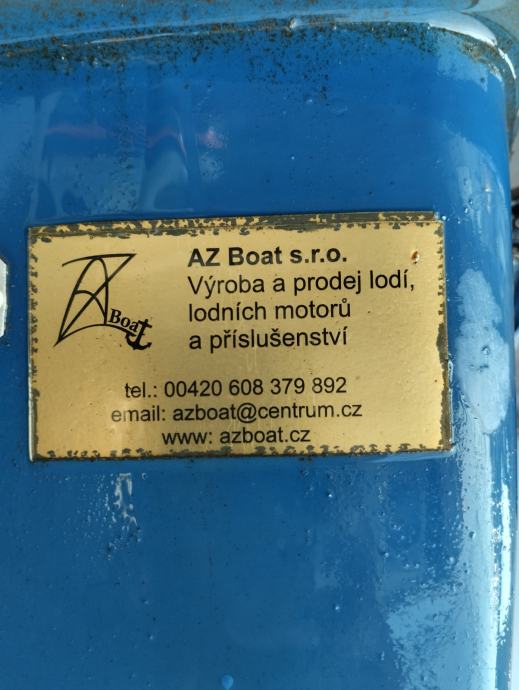 AZ Boat s.r.o.
Výroba a prodej lodí,
lodních motorů
a příslušenství
AZ
Boat
tel.: 00420 608 379 892
email: azboat@centrum.cz
www: azboat.cz